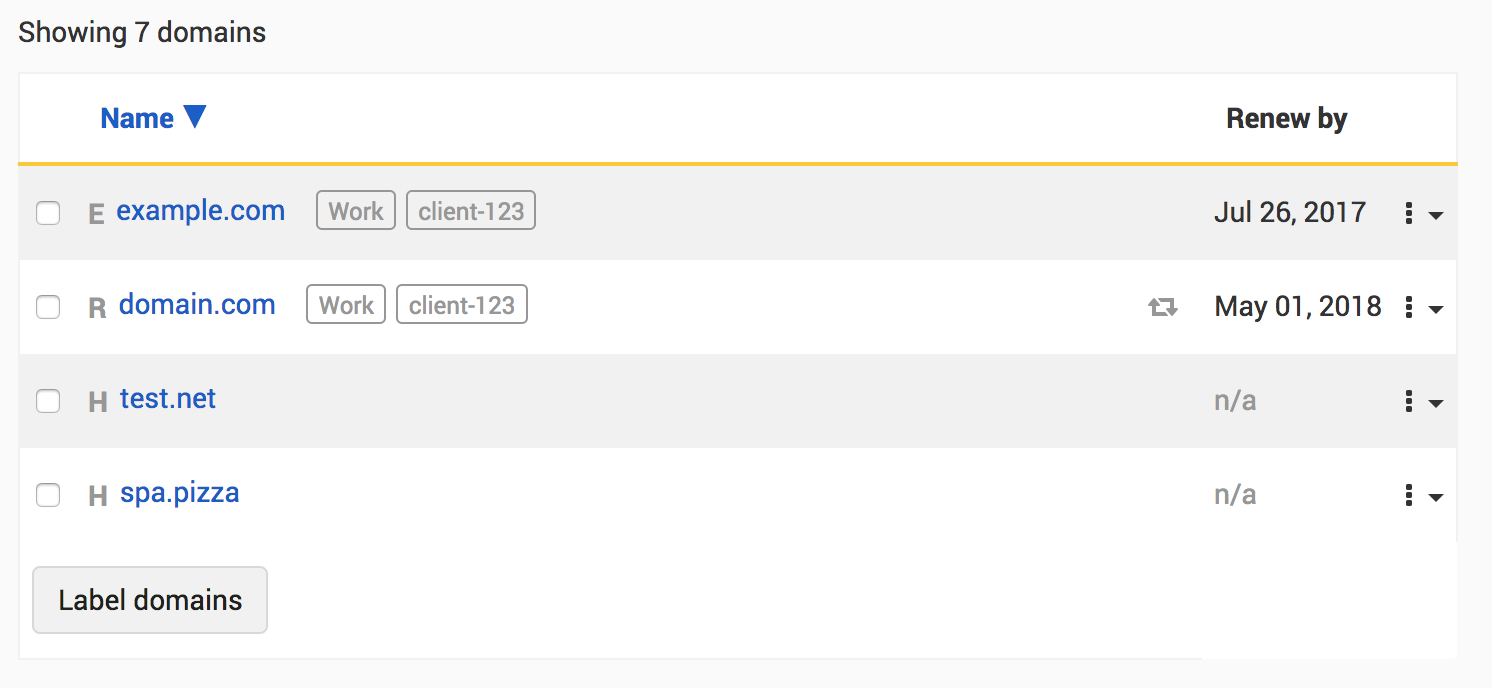 Showing 7 domains
Name ▼ Renew by
E example.com Work client-123 Jul 26, 2017
R domain.com Work client-123 May 01, 2018
H test.net n/a
H spa.pizza n/a
Label domains